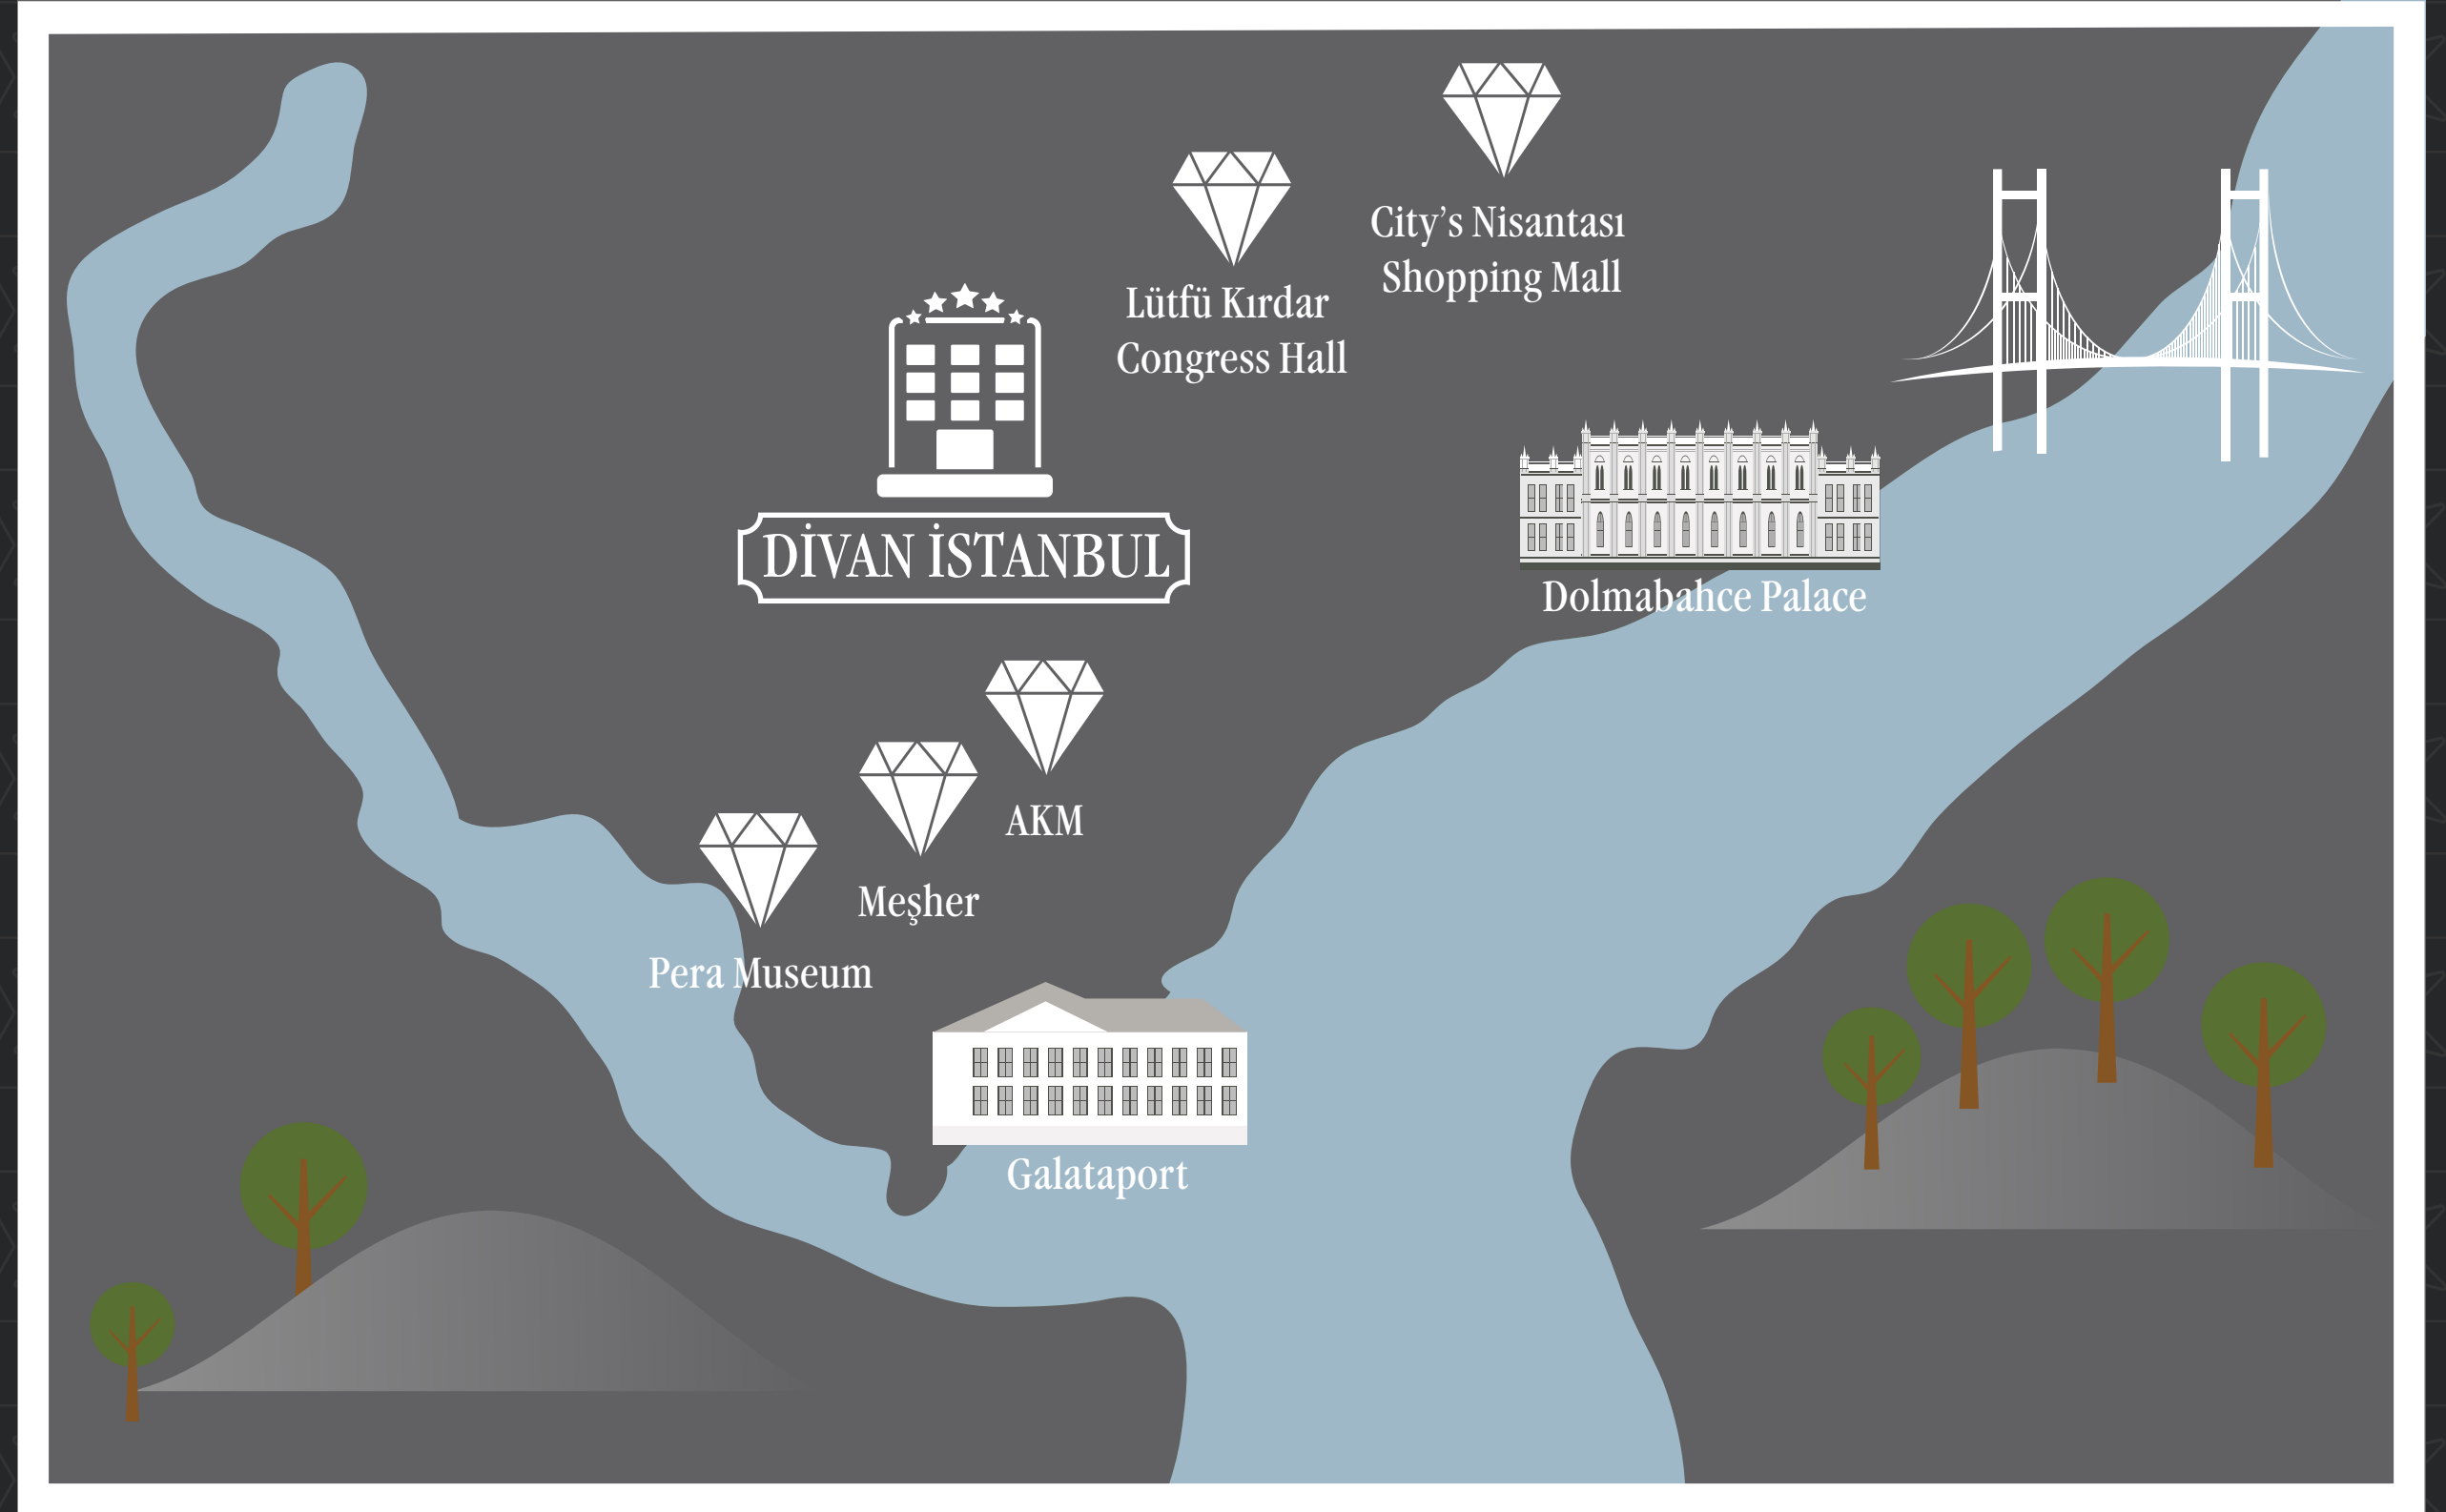 City's Nisantası
Shopping Mall
Lütfü Kırdar
Congress Hall
DİVAN İSTANBUL
Dolmabahce Palace
AKM
Meşher
Pera Museum
Galataport